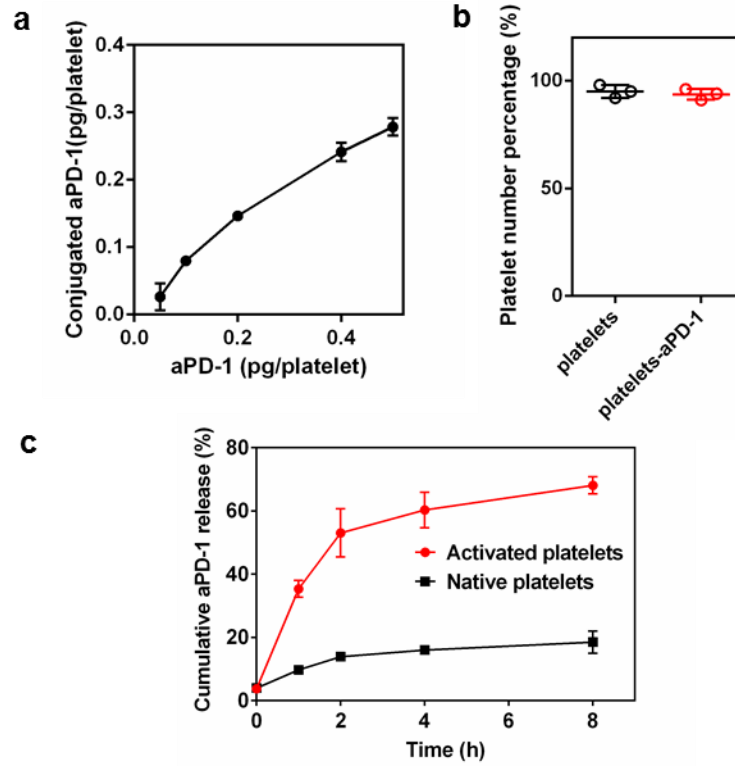 a
Conjugated aPD-1(pg/platelet)
0.4
0.3
0.2
0.1
0.0
0.0 0.2 0.4
aPD-1 (pg/platelet)
b
Platelet number percentage (%)
100
50
0
platelets
platelets-aPD-1
c
Cumulative aPD-1 release (%)
80
60
40
20
0
Activated platelets
Native platelets
0 2 4 6 8
Time (h)